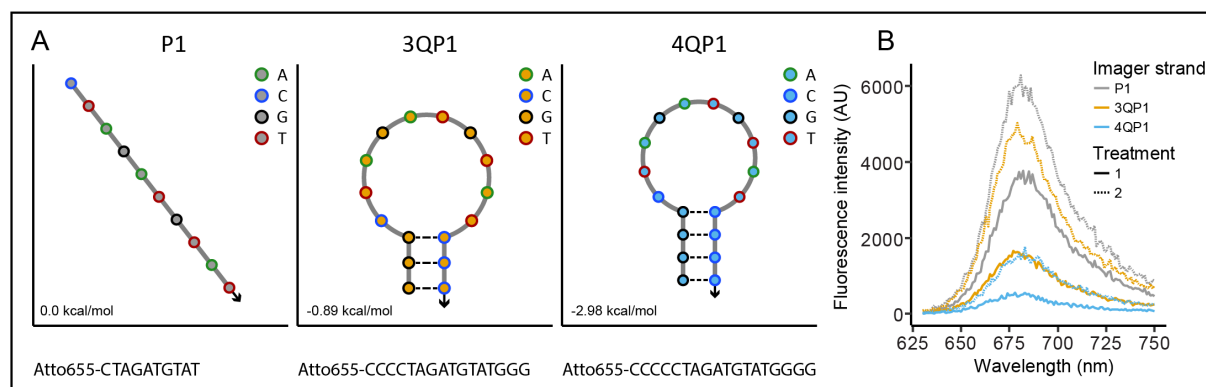 A
P1
3QP1
4QP1
B
A
C
G
T
A
C
G
T
A
C
G
T
0.0 kcal/mol
-0.89 kcal/mol
-2.98 kcal/mol
Atto655-CTAGATGTAT
Atto655-CCCCTAGATGTATGGG
Atto655-CCCCCTAGATGTATGGGG
Fluorescence intensity (AU)
6000
4000
2000
0
625
650
675
700
725
750
Wavelength (nm)
Imager strand
P1
3QP1
4QP1
Treatment
1
2